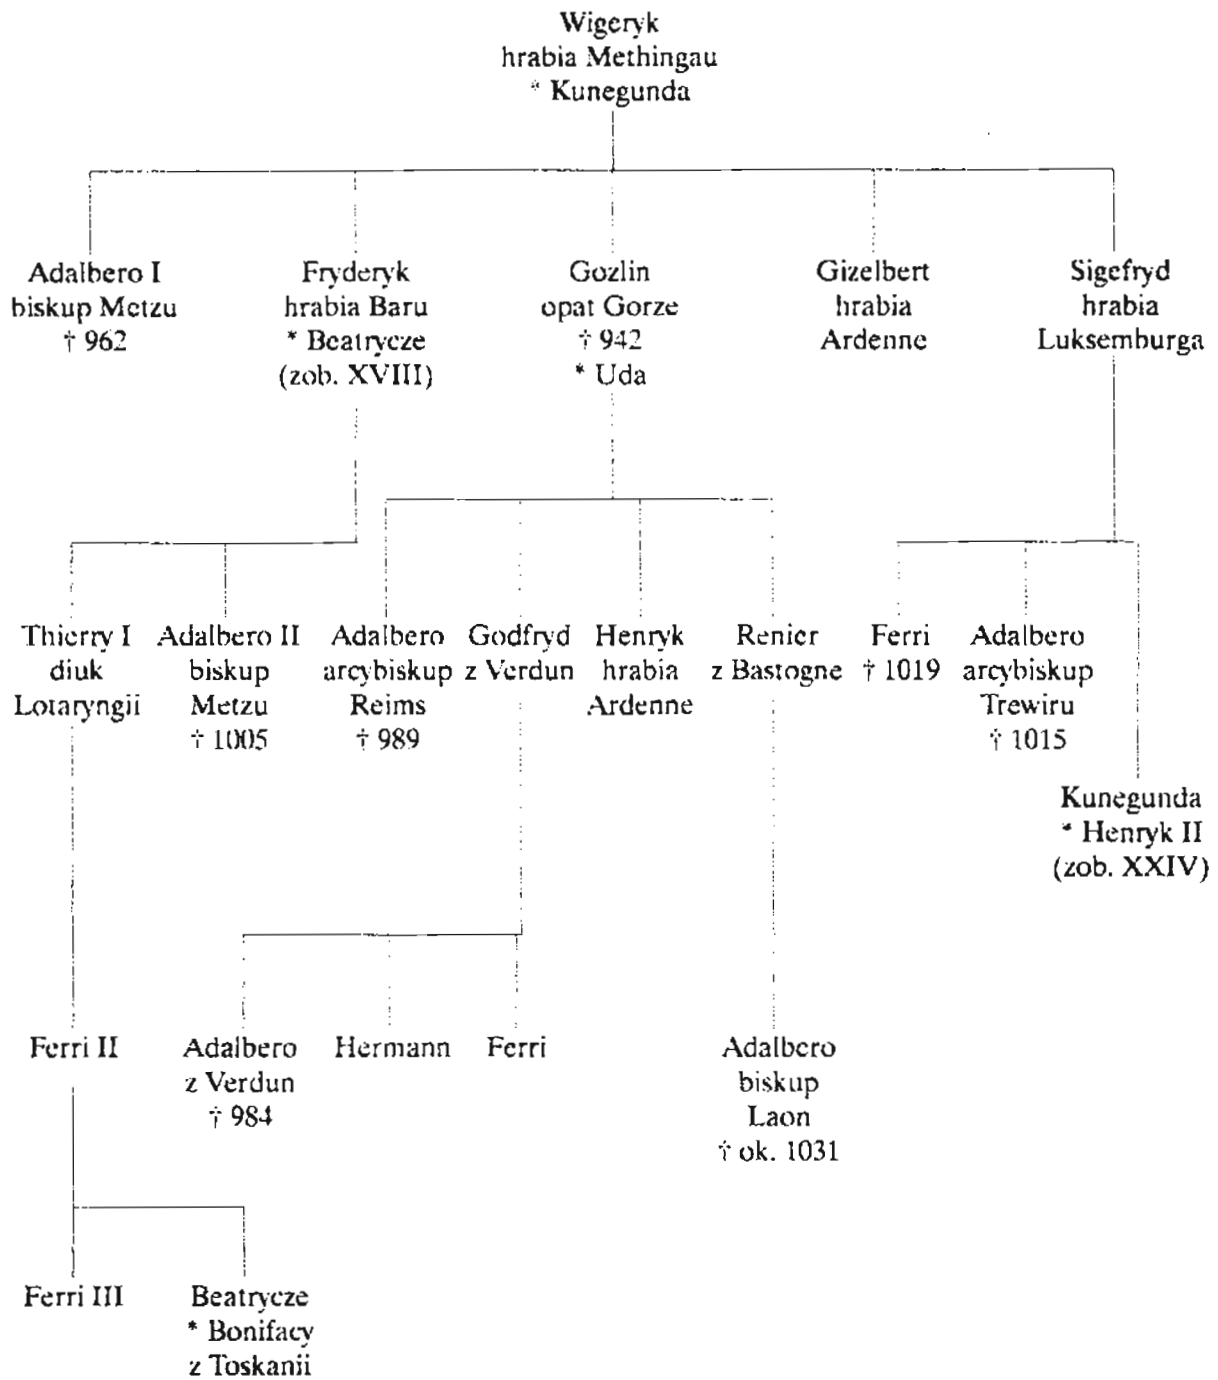 Wigeryk
hrabia Methingau
* Kunegunda
Adalbero I
biskup Metzu
† 962
Fryderyk
hrabia Baru
* Beatrycze
(zob. XVIII)
Gozlin
opat Gorze
† 942
* Uda
Gizelbert
hrabia
Ardenne
Sigefryd
hrabia
Luksemburga
Thierry I
diuk
Lotaryngii
Adalbero II
biskup
Metzu
† 1005
Adalbero
arcybiskup
Reims
† 989
Godfryd
z Verdun
Henryk
hrabia
Ardenne
Renier
z Bastogne
Ferri
† 1019
Adalbero
arcybiskup
Trewiru
† 1015
Kunegunda
* Henryk II
(zob. XXIV)
Ferri II
Adalbero
z Verdun
† 984
Hermann
Ferri
Adalbero
biskup
Laon
† ok. 1031
Ferri III
Beatrycze
* Bonifacy
z Toskanii